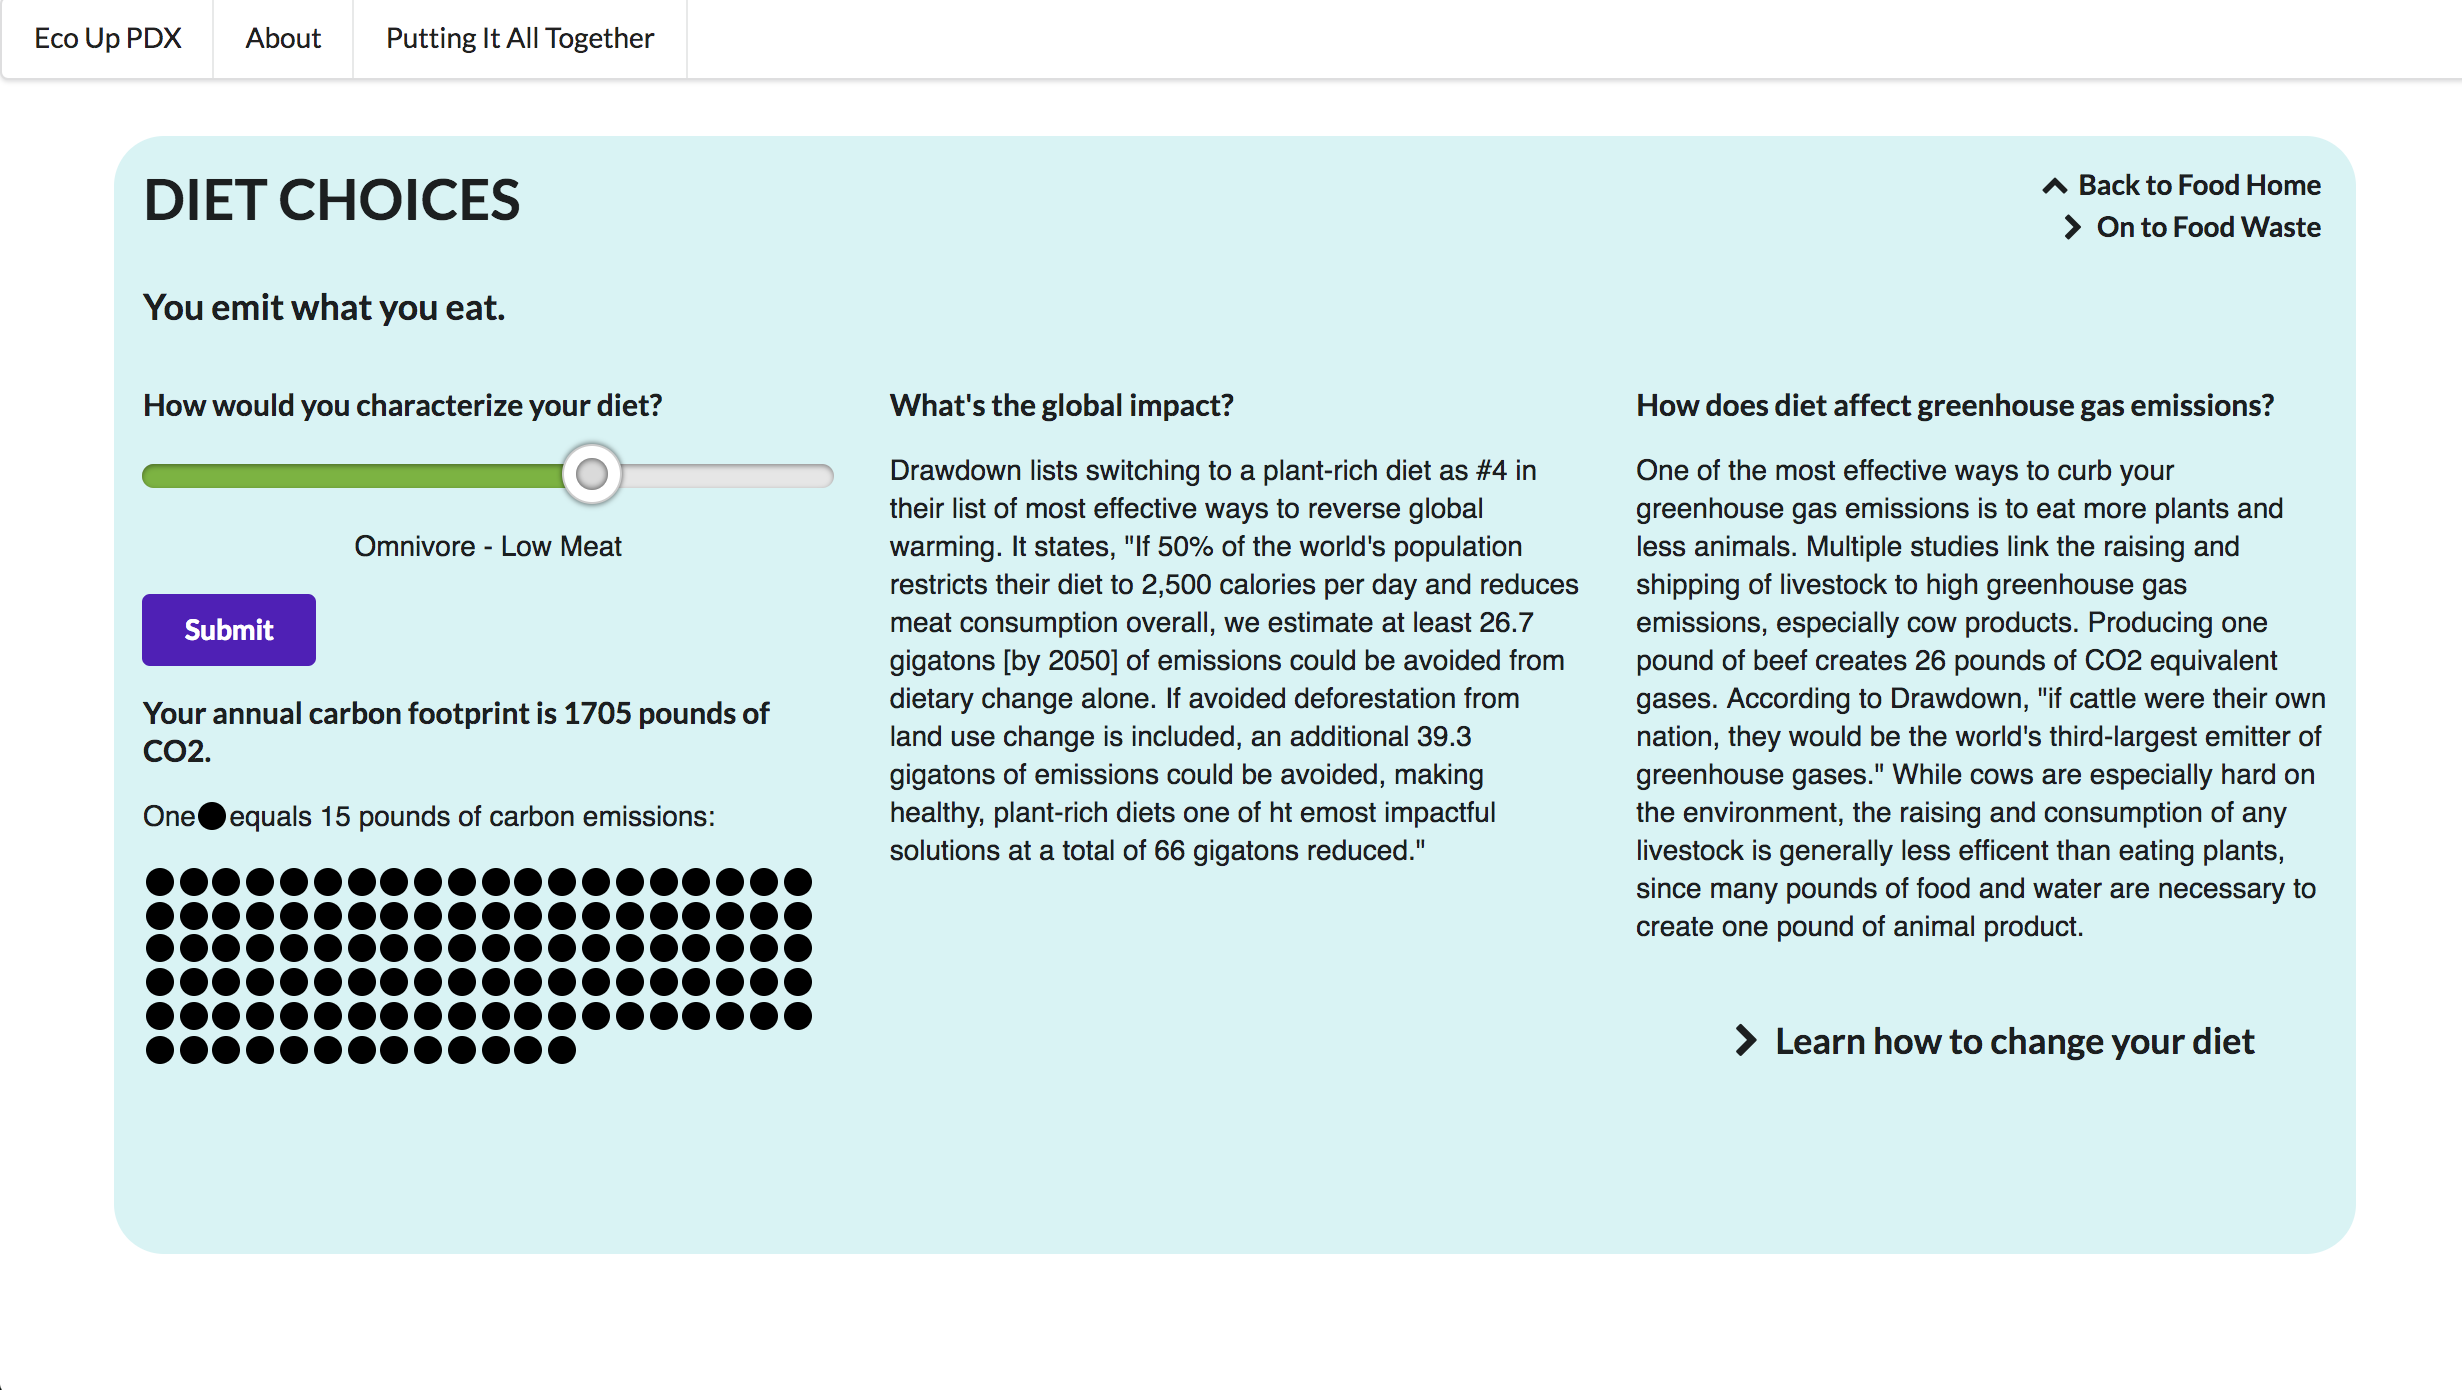 Eco Up PDX
About
Putting It All Together
DIET CHOICES
Back to Food Home
On to Food Waste
You emit what you eat.
How would you characterize your diet?
Omnivore - Low Meat
Submit
Your annual carbon footprint is 1705 pounds of
CO2.
One equals 15 pounds of carbon emissions:
What's the global impact?
Drawdown lists switching to a plant-rich diet as #4 in
their list of most effective ways to reverse global
warming. It states, "If 50% of the world's population
restricts their diet to 2,500 calories per day and reduces
meat consumption overall, we estimate at least 26.7
gigatons [by 2050] of emissions could be avoided from
dietary change alone. If avoided deforestation from
land use change is included, an additional 39.3
gigatons of emissions could be avoided, making
healthy, plant-rich diets one of ht emost impactful
solutions at a total of 66 gigatons reduced."
How does diet affect greenhouse gas emissions?
One of the most effective ways to curb your
greenhouse gas emissions is to eat more plants and
less animals. Multiple studies link the raising and
shipping of livestock to high greenhouse gas
emissions, especially cow products. Producing one
pound of beef creates 26 pounds of CO2 equivalent
gases. According to Drawdown, "if cattle were their own
nation, they would be the world's third-largest emitter of
greenhouse gases." While cows are especially hard on
the environment, the raising and consumption of any
livestock is generally less efficent than eating plants,
since many pounds of food and water are necessary to
create one pound of animal product.
Learn how to change your diet